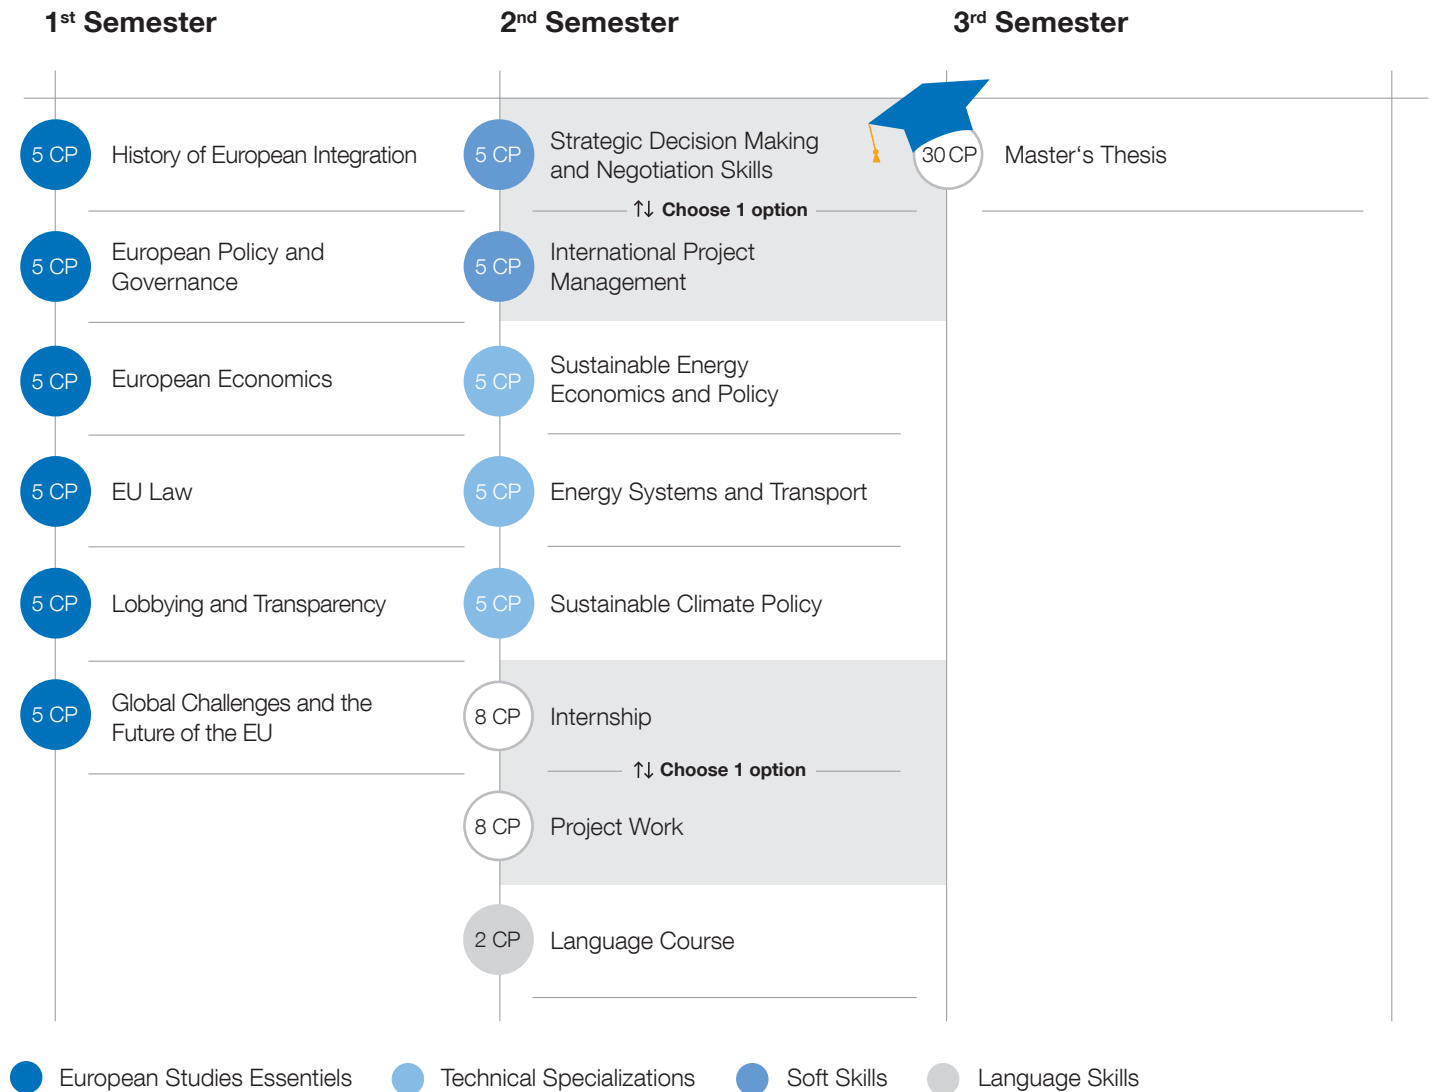 1st Semester
2nd Semester
3rd Semester
5 CP
History of European Integration
5 CP
European Policy and
Governance
5 CP
European Economics
5 CP
EU Law
5 CP
Lobbying and Transparency
5 CP
Global Challenges and the
Future of the EU
5 CP
Strategic Decision Making
and Negotiation Skills
↑↓ Choose 1 option
5 CP
International Project
Management
5 CP
Sustainable Energy
Economics and Policy
5 CP
Energy Systems and Transport
5 CP
Sustainable Climate Policy
8 CP
Internship
↑↓ Choose 1 option
8 CP
Project Work
2 CP
Language Course
30 CP
Master‘s Thesis
European Studies Essentiels
Technical Specializations
Soft Skills
Language Skills